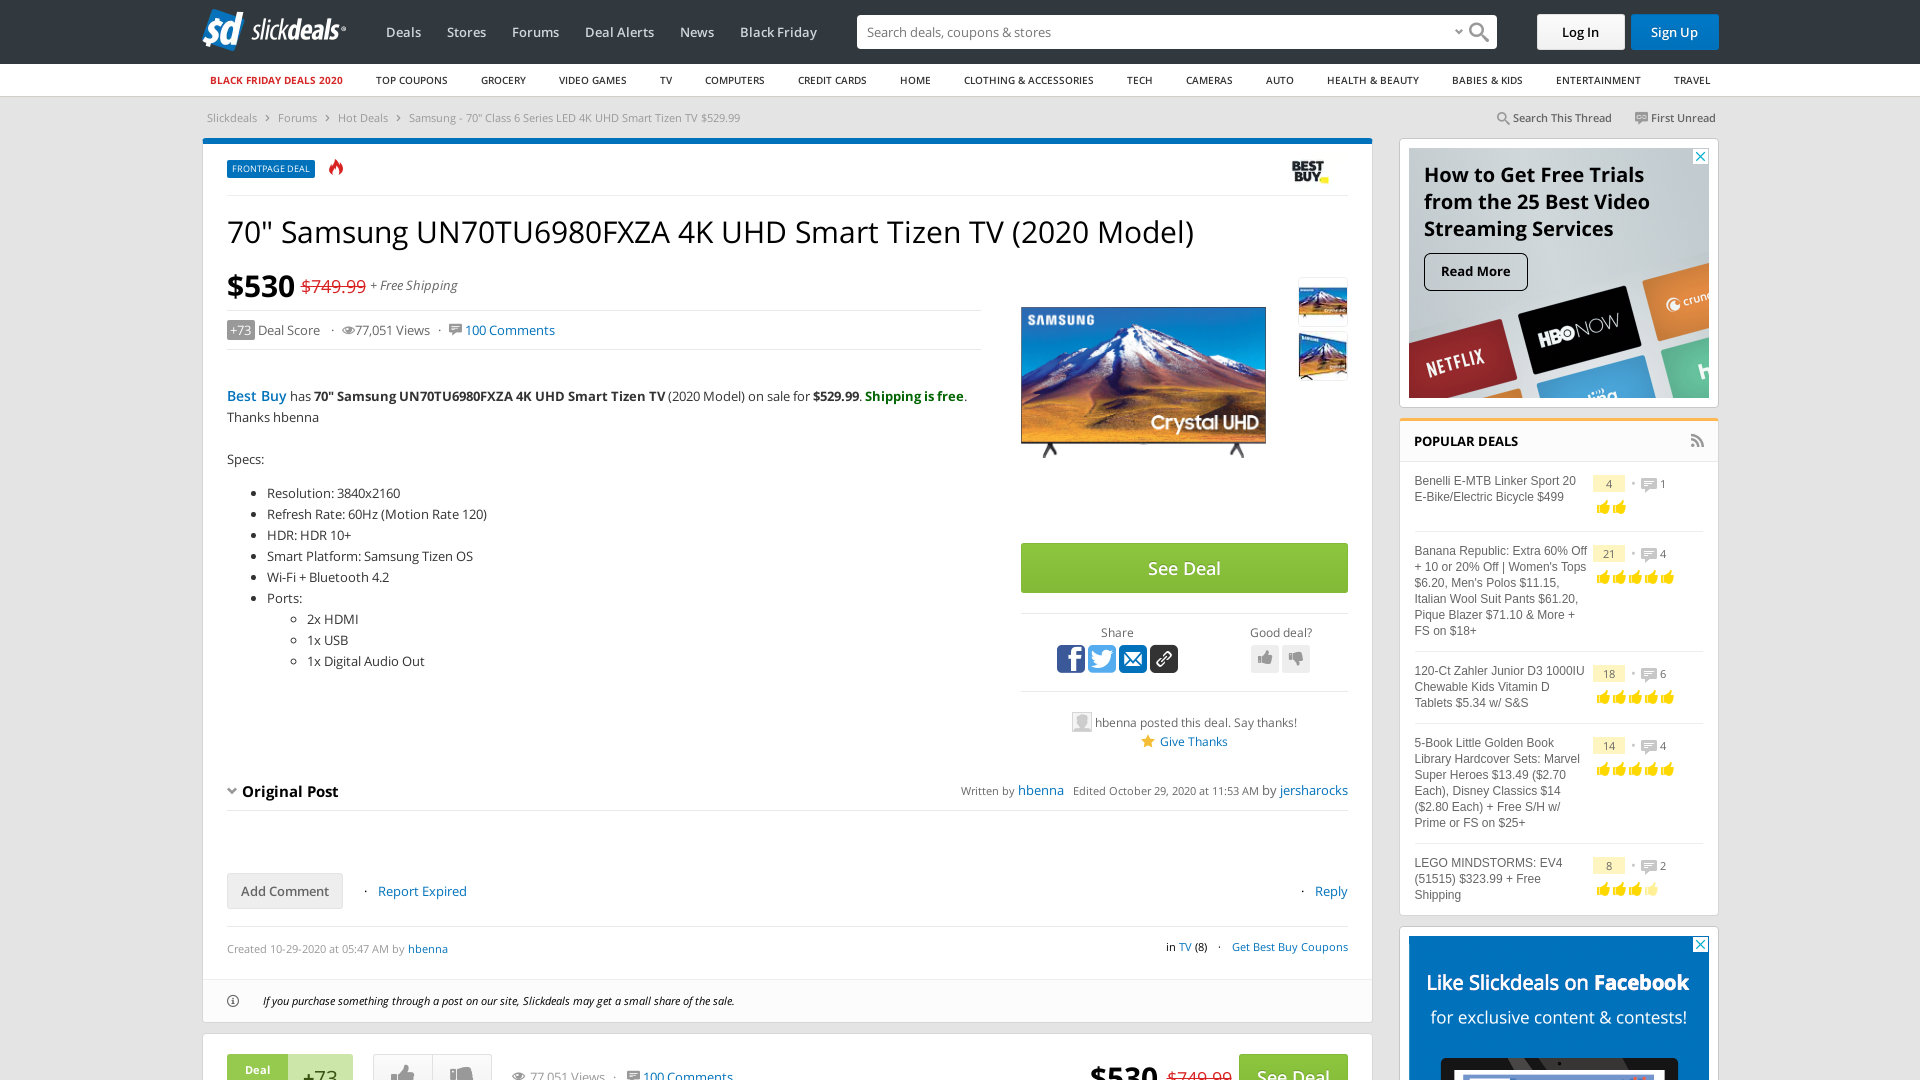 sd slickdeals
Deals
Stores
Forums
Deal Alerts
News
Black Friday
Search deals, coupons & shops
Log In
Sign Up
BLACK FRIDAY DEALS 2020
TOP COUPONS
GROCERY
VIDEO GAMES
TV
COMPUTERS
CREDIT CARDS
HOME
CLOTHING & ACCESSORIES
TECH
CAMERAS
AUTO
HEALTH & BEAUTY
BABIES & KIDS
ENTERTAINMENT
TRAVEL
Slickdeals > Forums > Hot Deals > Samsung - 70" Class 6 Series LED 4K UHD Smart Tizen TV $529.99
Search This Thread
First Unread
FRONTPAGE DEAL
BEST BUY
70" Samsung UN70TU6980FXZA 4K UHD Smart Tizen TV (2020 Model)
$530 $749.99 + Free Shipping
+73 Deal Score · 77,051 Views · 100 Comments
Best Buy has 70" Samsung UN70TU6980FXZA 4K UHD Smart Tizen TV (2020 Model) on sale for $529.99. Shipping is free.
Thanks hbenna
Specs:
Resolution: 3840x2160
Refresh Rate: 60Hz (Motion Rate 120)
HDR: HDR 10+
Smart Platform: Samsung Tizen OS
Wi-Fi + Bluetooth 4.2
Ports:
2x HDMI
1x USB
1x Digital Audio Out
SAMSUNG
Crystal UHD
See Deal
Share
Good deal?
hbenna posted this deal. Say thanks!
Give Thanks
Original Post
Written by hbenna Edited October 29, 2020 at 11:53 AM by jersharocks
Add Comment · Report Expired
· Reply
Created 10-29-2020 at 05:47 AM by hbenna
in TV (8) · Get Best Buy Coupons
If you purchase something through a post on our site, Slickdeals may get a small share of the sale.
Deal
+73
77,051 Views · 100 Comments
$530 $749.99
See Deal
How to Get Free Trials
from the 25 Best Video
Streaming Services
Read More
NETFLIX
HBO NOW
crunc
h
POPULAR DEALS
Benelli E-MTB Linker Sport 20
E-Bike/Electric Bicycle $499
4 • 1
Banana Republic: Extra 60% Off
+ 10 or 20% Off | Women's Tops
$6.20, Men's Polos $11.15,
Italian Wool Suit Pants $61.20,
Pique Blazer $71.10 & More +
FS on $18+
21 • 4
120-Ct Zahler Junior D3 1000IU
Chewable Kids Vitamin D
Tablets $5.34 w/ S&S
18 • 6
5-Book Little Golden Book
Library Hardcover Sets: Marvel
Super Heroes $13.49 ($2.70
Each), Disney Classics $14
($2.80 Each) + Free S/H w/
Prime or FS on $25+
14 • 4
LEGO MINDSTORMS: EV4
(51515) $323.99 + Free
Shipping
8 • 2
Like Slickdeals on Facebook
for exclusive content & contests!